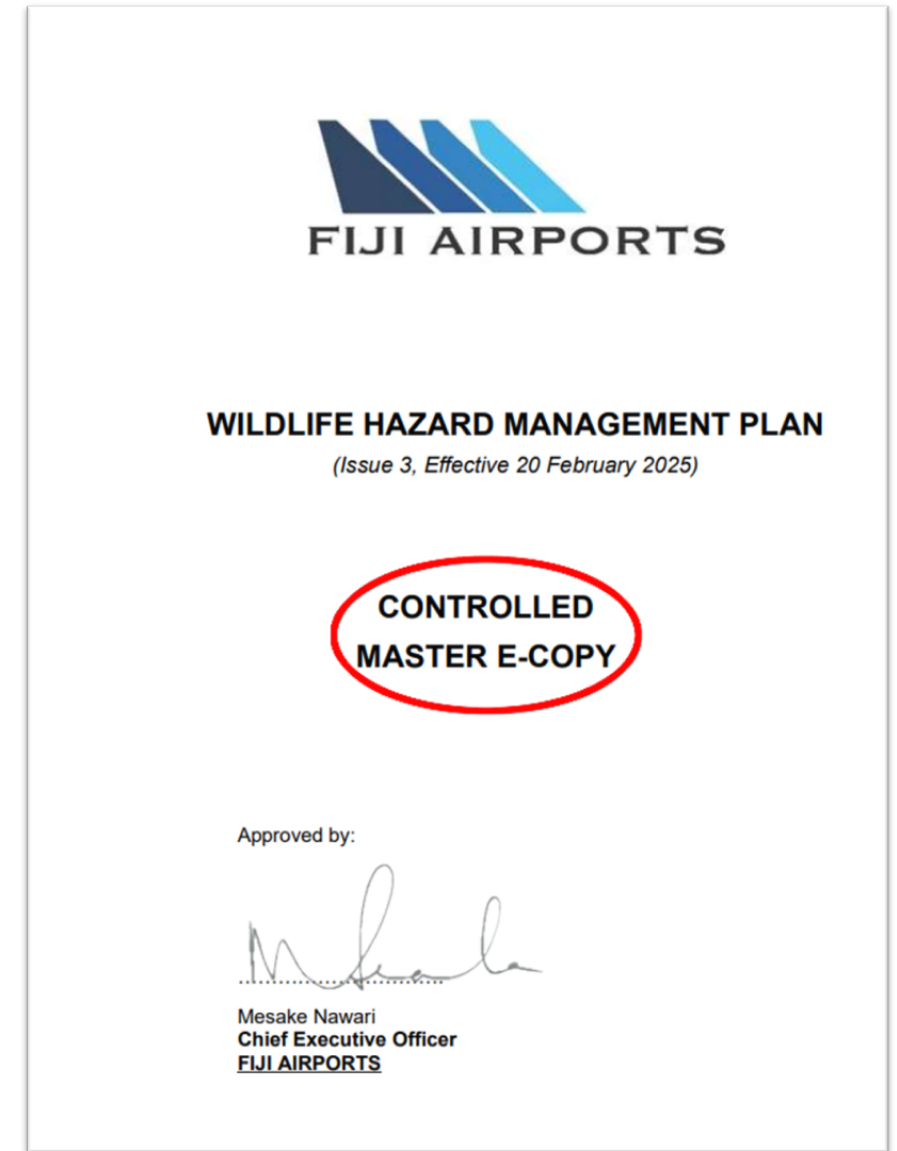 FIJI AIRPORTS
WILDLIFE HAZARD MANAGEMENT PLAN
(Issue 3, Effective 20 February 2025)
CONTROLLED
MASTER E-COPY
Approved by:
Mesake Nawari
Chief Executive Officer
FIJI AIRPORTS